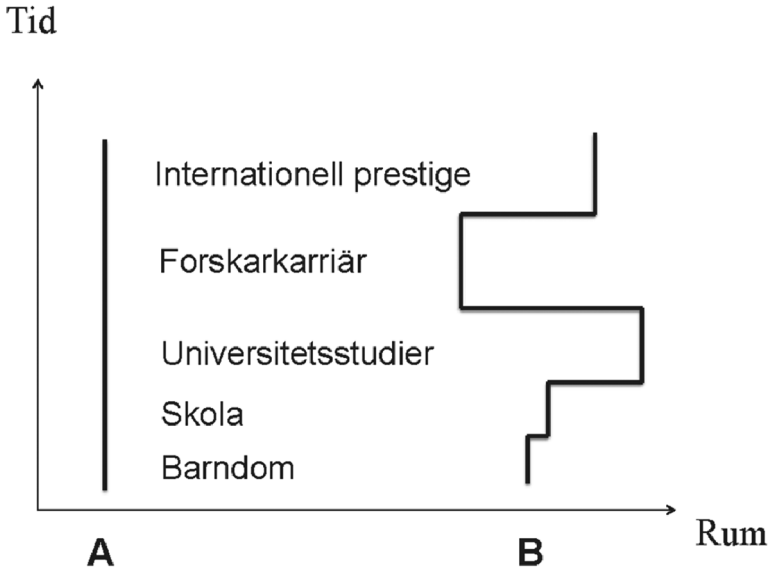 Tid
Internationell prestige
Forskarkarriär
Universitetsstudier
Skola
Barndom
A
B
Rum